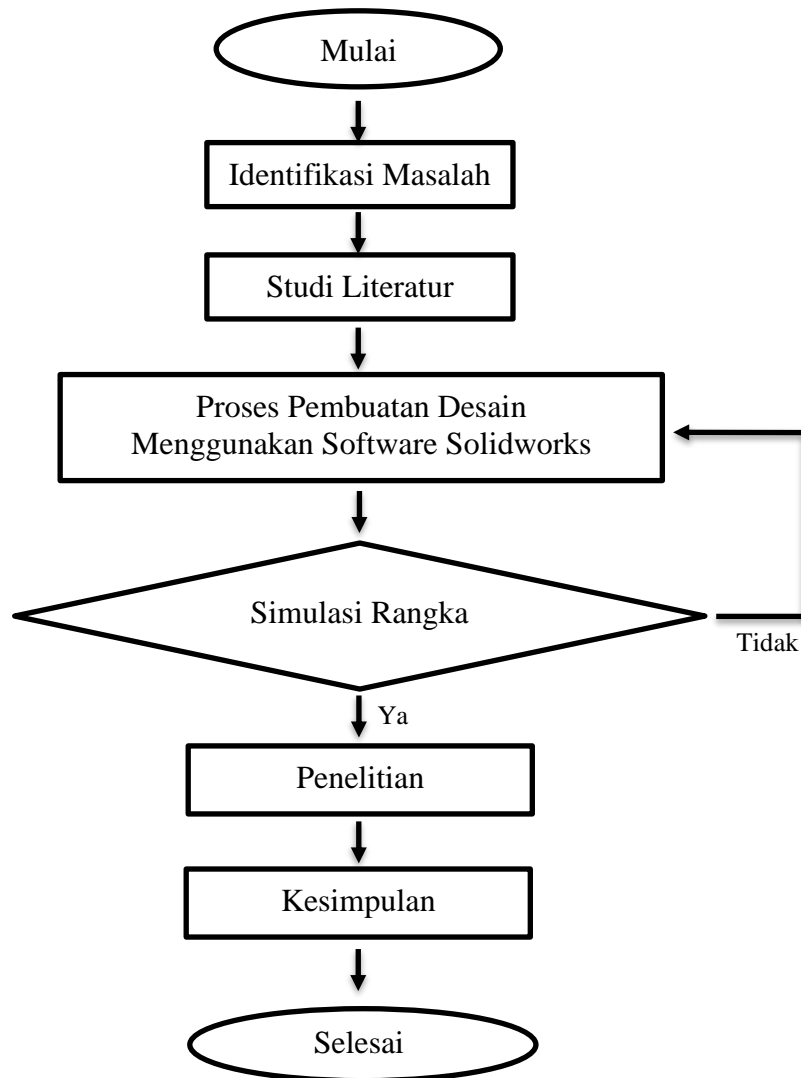 Mulai
Identifikasi Masalah
Studi Literatur
Proses Pembuatan Desain
Menggunakan Software Solidworks
Simulasi Rangka
Tidak
Ya
Penelitian
Kesimpulan
Selesai